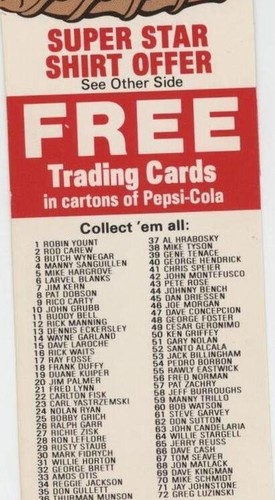 SUPER STAR
SHIRT OFFER
See Other Side
FREE
Trading Cards
in cartons of Pepsi-Cola
Collect 'em all:
1 ROBIN YOUNT
2 ROD CAREW
3 BUTCH WYNEGAR
4 MANNY SANGUILLEN
5 MIKE HARGROVE
6 LARVEL BLANKS
7 JIM KERN
8 PAT DOBSON
9 RICO CARTY
10 JOHN GRUBB
11 BUDDY BELL
12 RICK MANNING
13 DENNIS ECKERSLEY
14 WAYNE GARLAND
15 DAVE LAROCHE
16 RICK WAITS
17 RAY FOSSE
18 FRANK DUFFY
19 DUANE KUIPER
20 JIM PALMER
21 FRED LYNN
22 CARLTON FISK
23 CARL YASTRZEMSKI
24 NOLAN RYAN
25 BOBBY GRICH
26 RALPH GARR
27 RICHIE ZISK
28 RON LEFLORE
29 RUSTY STAUB
30 MARK FIDRYCH
31 WILLIE HORTON
32 GEORGE BRETT
33 AMOS OTIS
34 REGGIE JACKSON
35 DON GULLETT
36 THURMAN MUNSON
37 AL HRABOSKY
38 MIKE TYSON
39 GENE TENACE
40 GEORGE HENDRICK
41 CHRIS SPEIER
42 JOHN MONTEFUSCO
43 PETE ROSE
44 JOHNNY BENCH
45 DAN DRIESSEN
46 JOE MORGAN
47 DAVE CONCEPCION
48 GEORGE FOSTER
49 CESAR GERONIMO
50 KEN GRIFFEY
51 GARY NOLAN
52 SANTO ALCALA
53 JACK BILLINGHAM
54 PEDRO BORBON
55 RAWLY EASTWICK
56 FRED NORMAN
57 PAT ZACHRY
58 JEFF BURROUGHS
59 MANNY TRILLO
60 BOB WATSON
61 STEVE GARVEY
62 DON SUTTON
63 JOHN CANDELARIA
64 WILLIE STARGELL
65 JERRY REUSS
66 DAVE CASH
67 TOM SEAVER
68 JON MATLACK
69 DAVE KINGMAN
70 MIKE SCHMIDT
71 JAY JOHNSTONE
72 GREG LUZINSKI